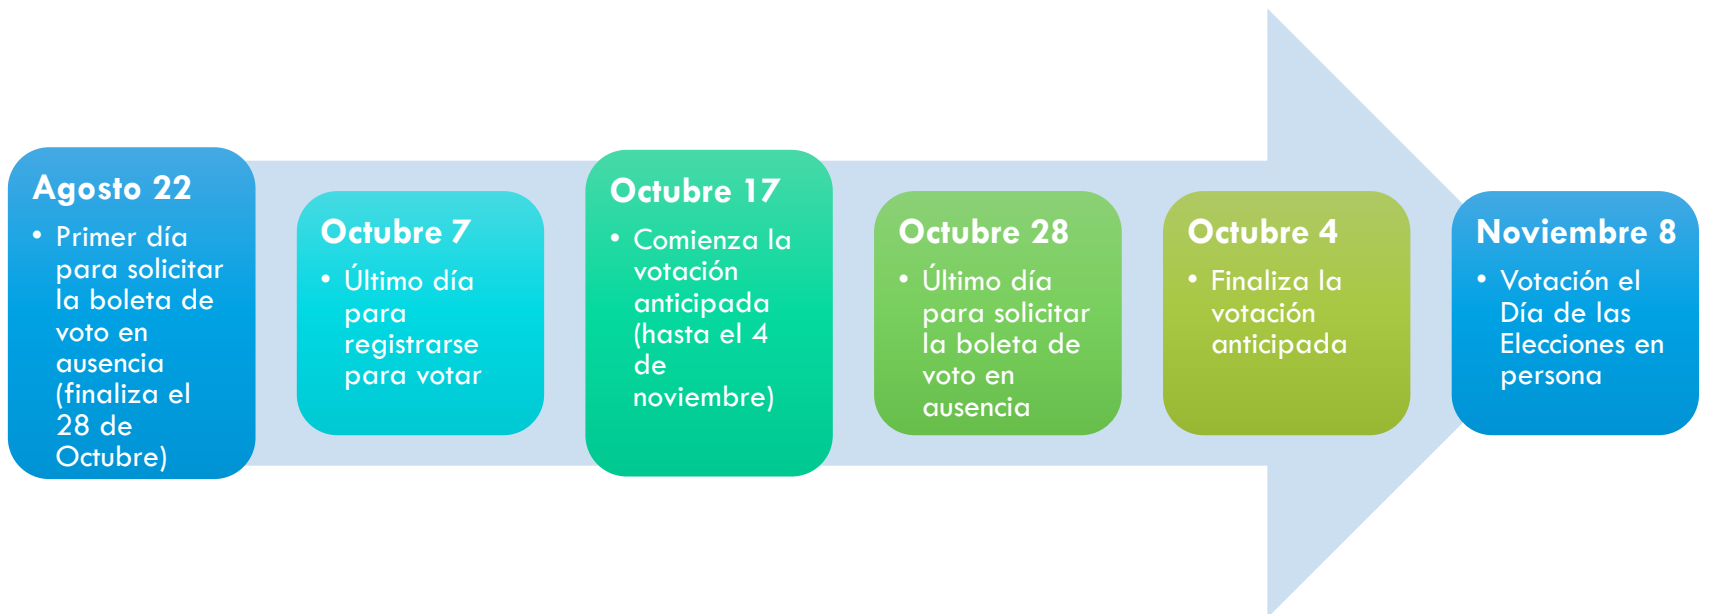 Agosto 22
• Primer día
para solicitar
la boleta de
voto en
ausencia
(finaliza el
28 de
Octubre)
Octubre 7
• Último día
para
registrarse
para votar
Octubre 17
• Comienza la
votación
anticipada
(hasta el 4
de
noviembre)
Octubre 28
• Último día
para solicitar
la boleta de
voto en
ausencia
Octubre 4
• Finaliza la
votación
anticipada
Noviembre 8
• Votación el
Día de las
Elecciones en
persona